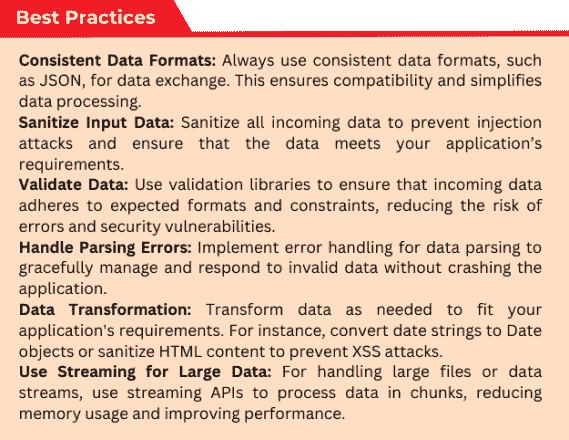 Best Practices
Consistent Data Formats: Always use consistent data formats, such
as JSON, for data exchange. This ensures compatibility and simplifies
data processing.
Sanitize Input Data: Sanitize all incoming data to prevent injection
attacks and ensure that the data meets your application's
requirements.
Validate Data: Use validation libraries to ensure that incoming data
adheres to expected formats and constraints, reducing the risk of
errors and security vulnerabilities.
Handle Parsing Errors: Implement error handling for data parsing to
gracefully manage and respond to invalid data without crashing the
application.
Data Transformation: Transform data as needed to fit your
application's requirements. For instance, convert date strings to Date
objects or sanitize HTML content to prevent XSS attacks.
Use Streaming for Large Data: For handling large files or data
streams, use streaming APIs to process data in chunks, reducing
memory usage and improving performance.